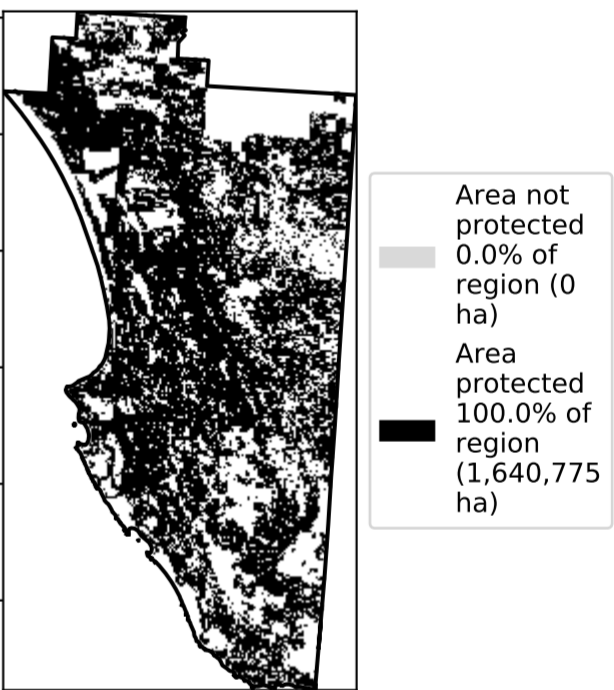 Area not
protected
0.0% of
region (0
ha)
Area
protected
100.0% of
region
(1,640,775
ha)